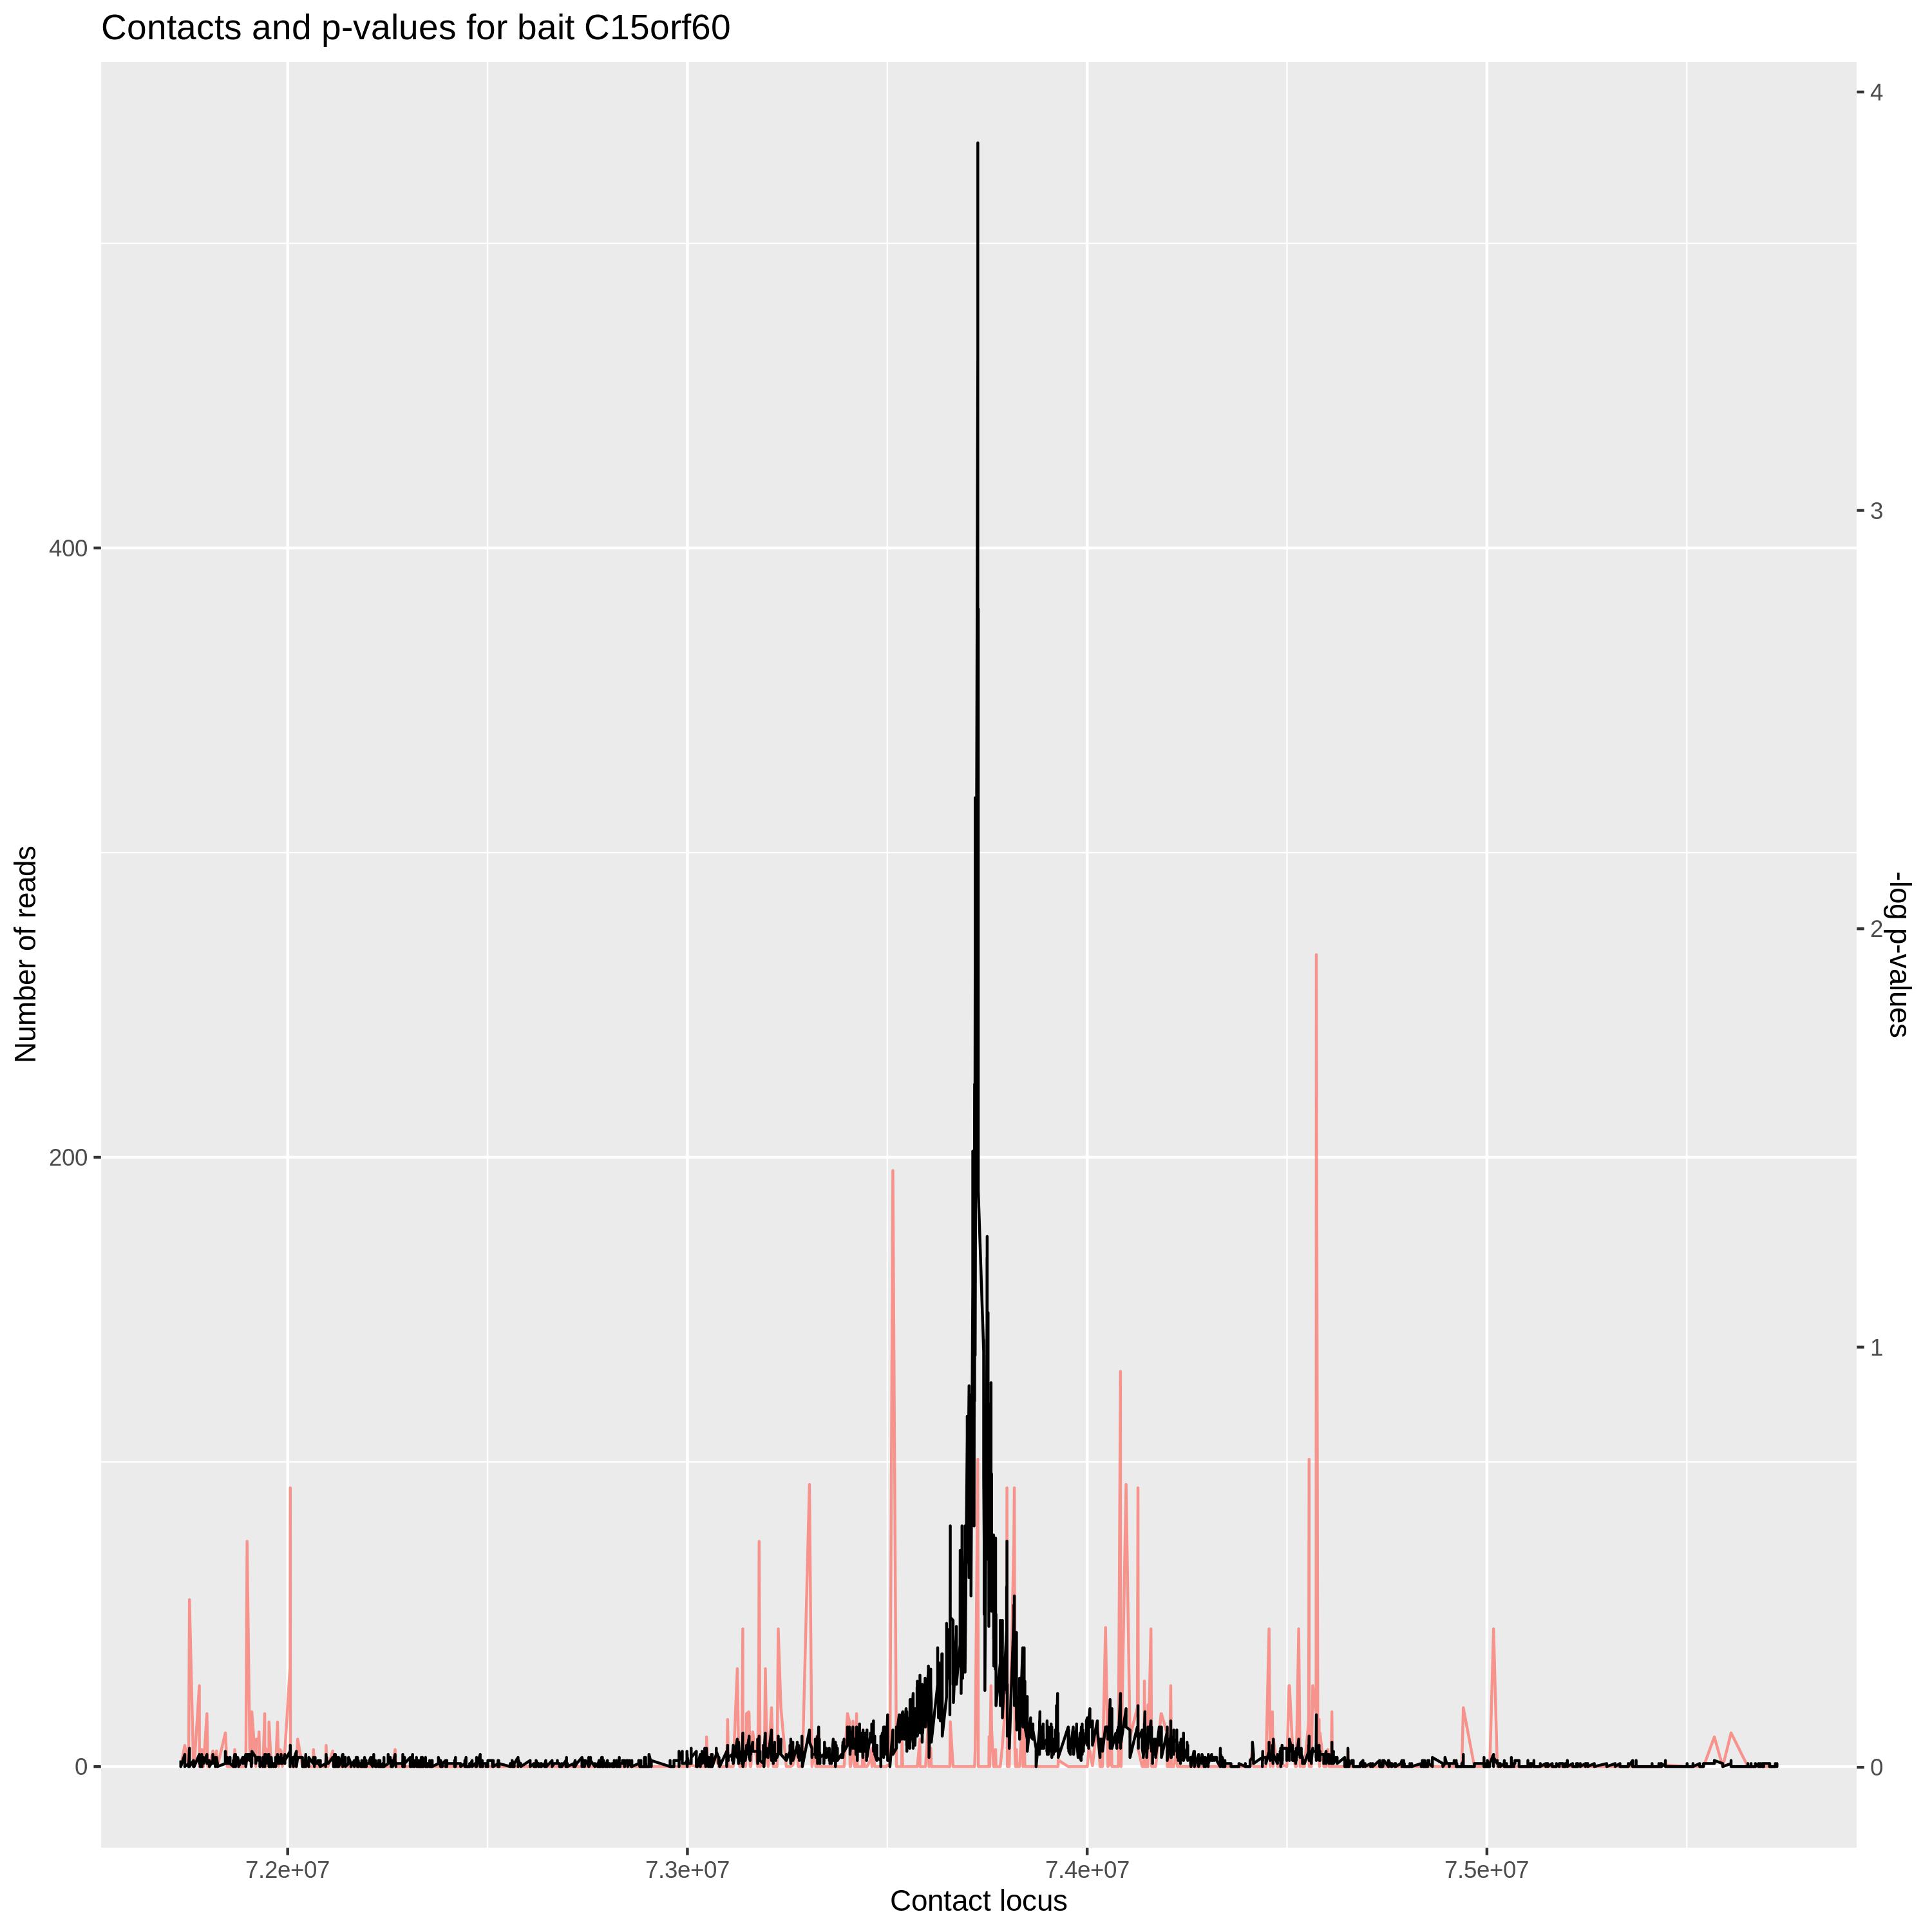 Contacts and p-values for bait C15orf60
Number of reads
400
200
0
4
3
2
1
0
-log p-values
7.2e+07 7.3e+07 7.4e+07 7.5e+07
Contact locus